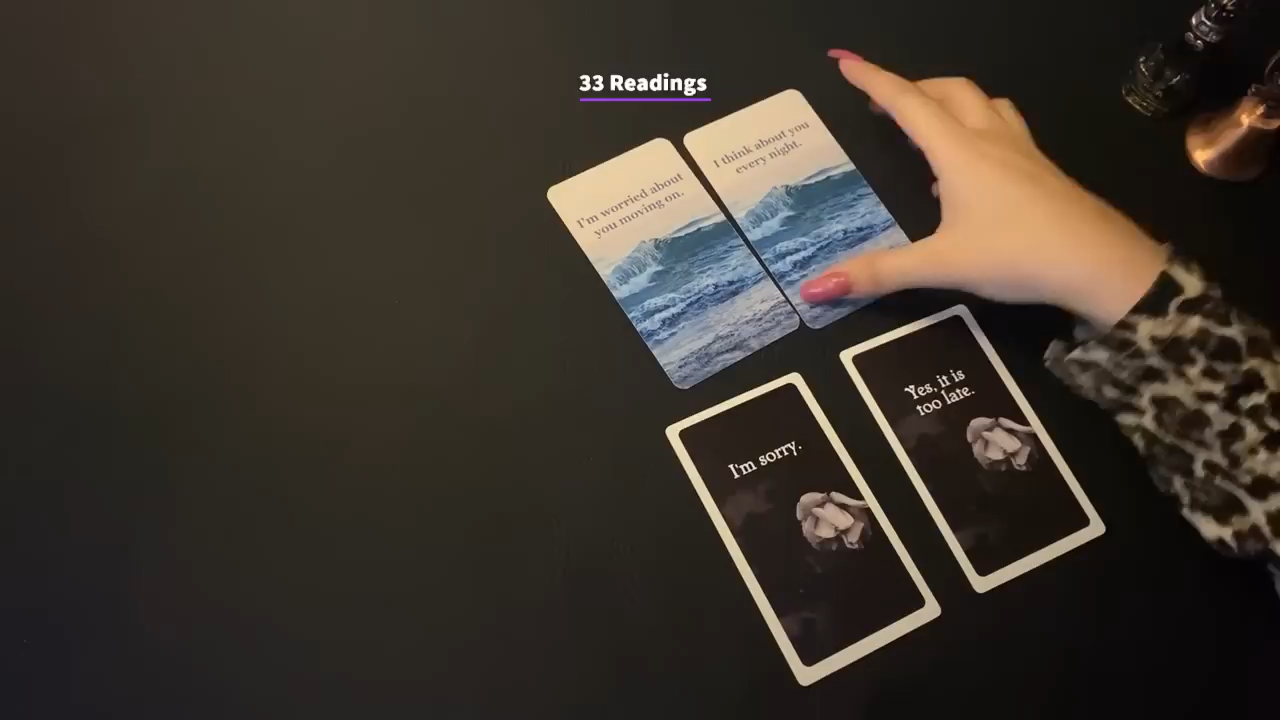 33 Readings
I'm worried about
you moving on.
I think about you
every night.
I'm sorry.
Yes, it is
too late.